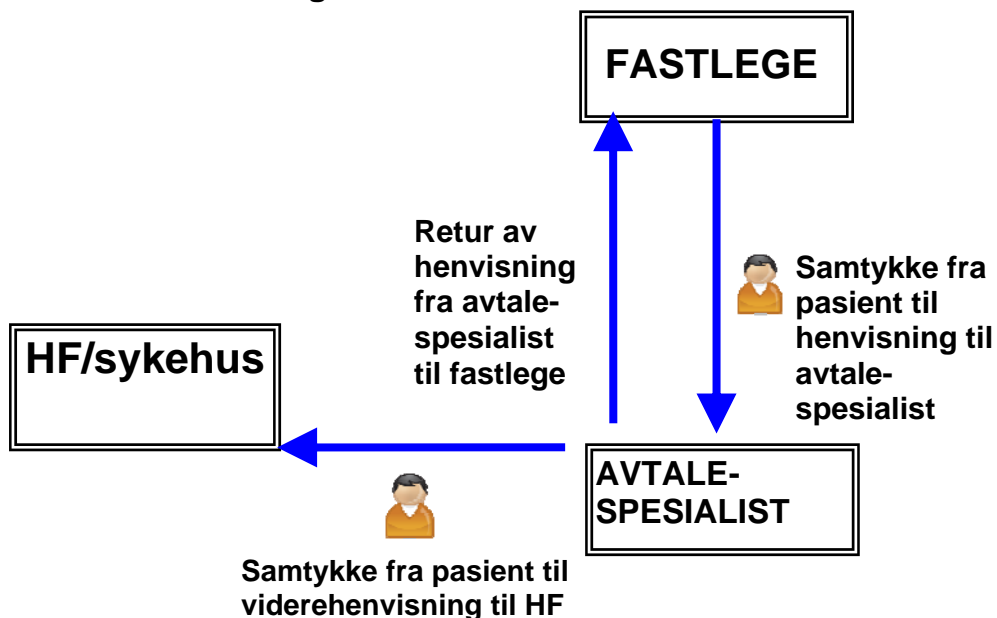 FASTLEGE
Retur av
henvisning
fra avtale-
spesialist
til fastlege
Samtykke fra
pasient til
henvisning til
avtale-
spesialist
HF/sykehus
AVTALE-
SPESIALIST
Samtykke fra pasient til
viderehenvisning til HF